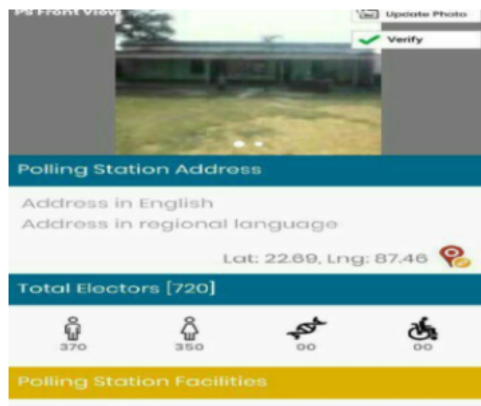 PS Front View
Update Photo
Verify
Polling Station Address
Address in English
Address in regional language
Lat: 22.69, Lng: 87.46
Total Electors [720]
370 350 00 00
Polling Station Facilities